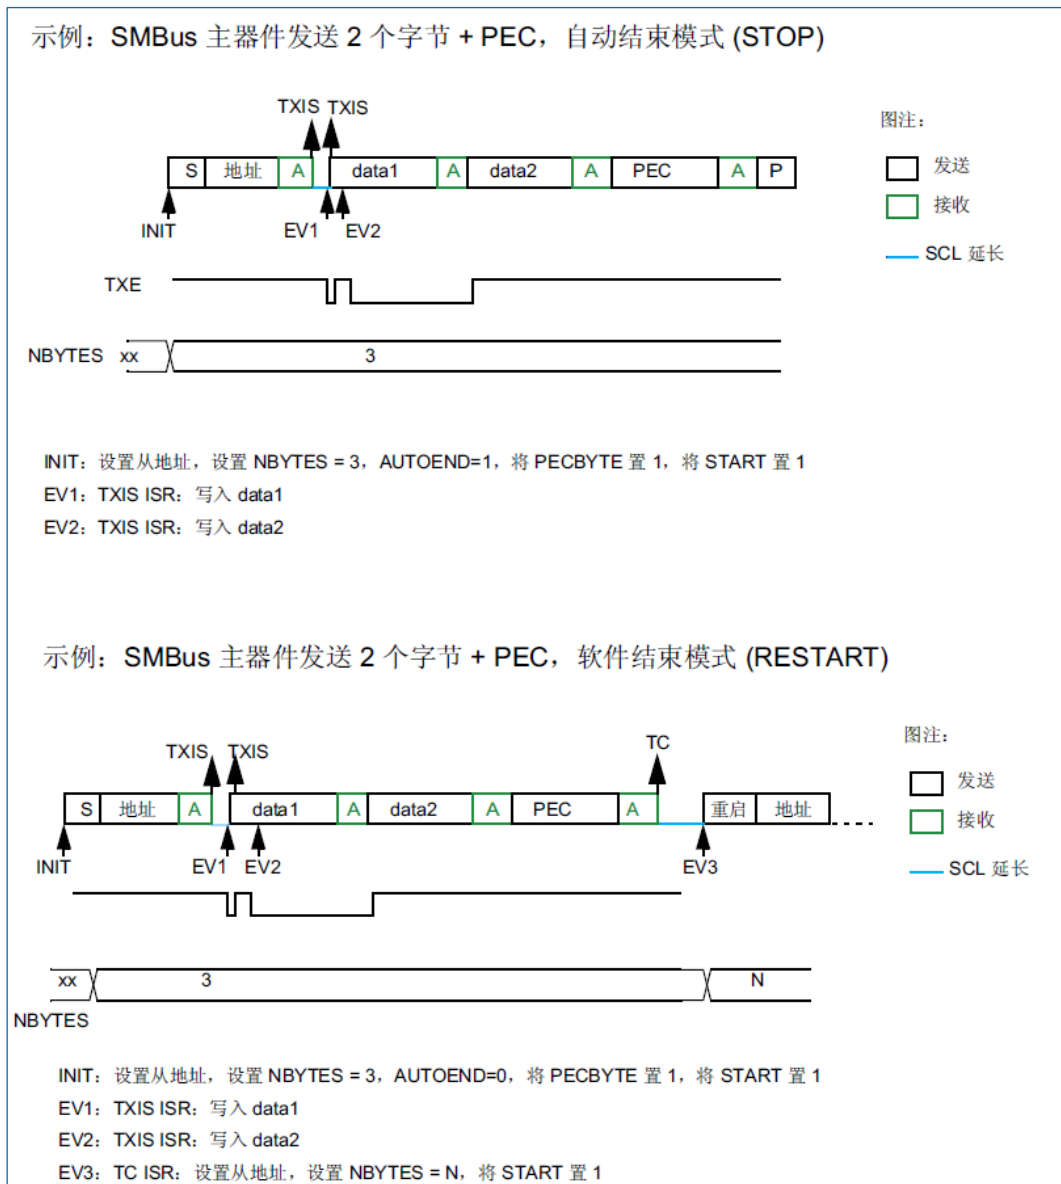 示例：SMBus 主器件发送 2 个字节 + PEC，自动结束模式 (STOP)
TXIS TXIS
图注：
S 地址 A data1 A data2 A PEC A P
发送
接收
INIT EV1 EV2
SCL 延长
TXE
NBYTES xx 3
INIT：设置从地址，设置 NBYTES = 3，AUTOEND=1，将 PECBYTE 置 1，将 START 置 1
EV1：TXIS ISR：写入 data1
EV2：TXIS ISR：写入 data2
示例：SMBus 主器件发送 2 个字节 + PEC，软件结束模式 (RESTART)
TXIS TXIS TC
图注：
S 地址 A data1 A data2 A PEC A 重启 地址
发送
接收
INIT EV1 EV2 EV3
SCL 延长
xx 3 N
NBYTES
INIT：设置从地址，设置 NBYTES = 3，AUTOEND=0，将 PECBYTE 置 1，将 START 置 1
EV1：TXIS ISR：写入 data1
EV2：TXIS ISR：写入 data2
EV3：TC ISR：设置从地址，设置 NBYTES = N，将 START 置 1